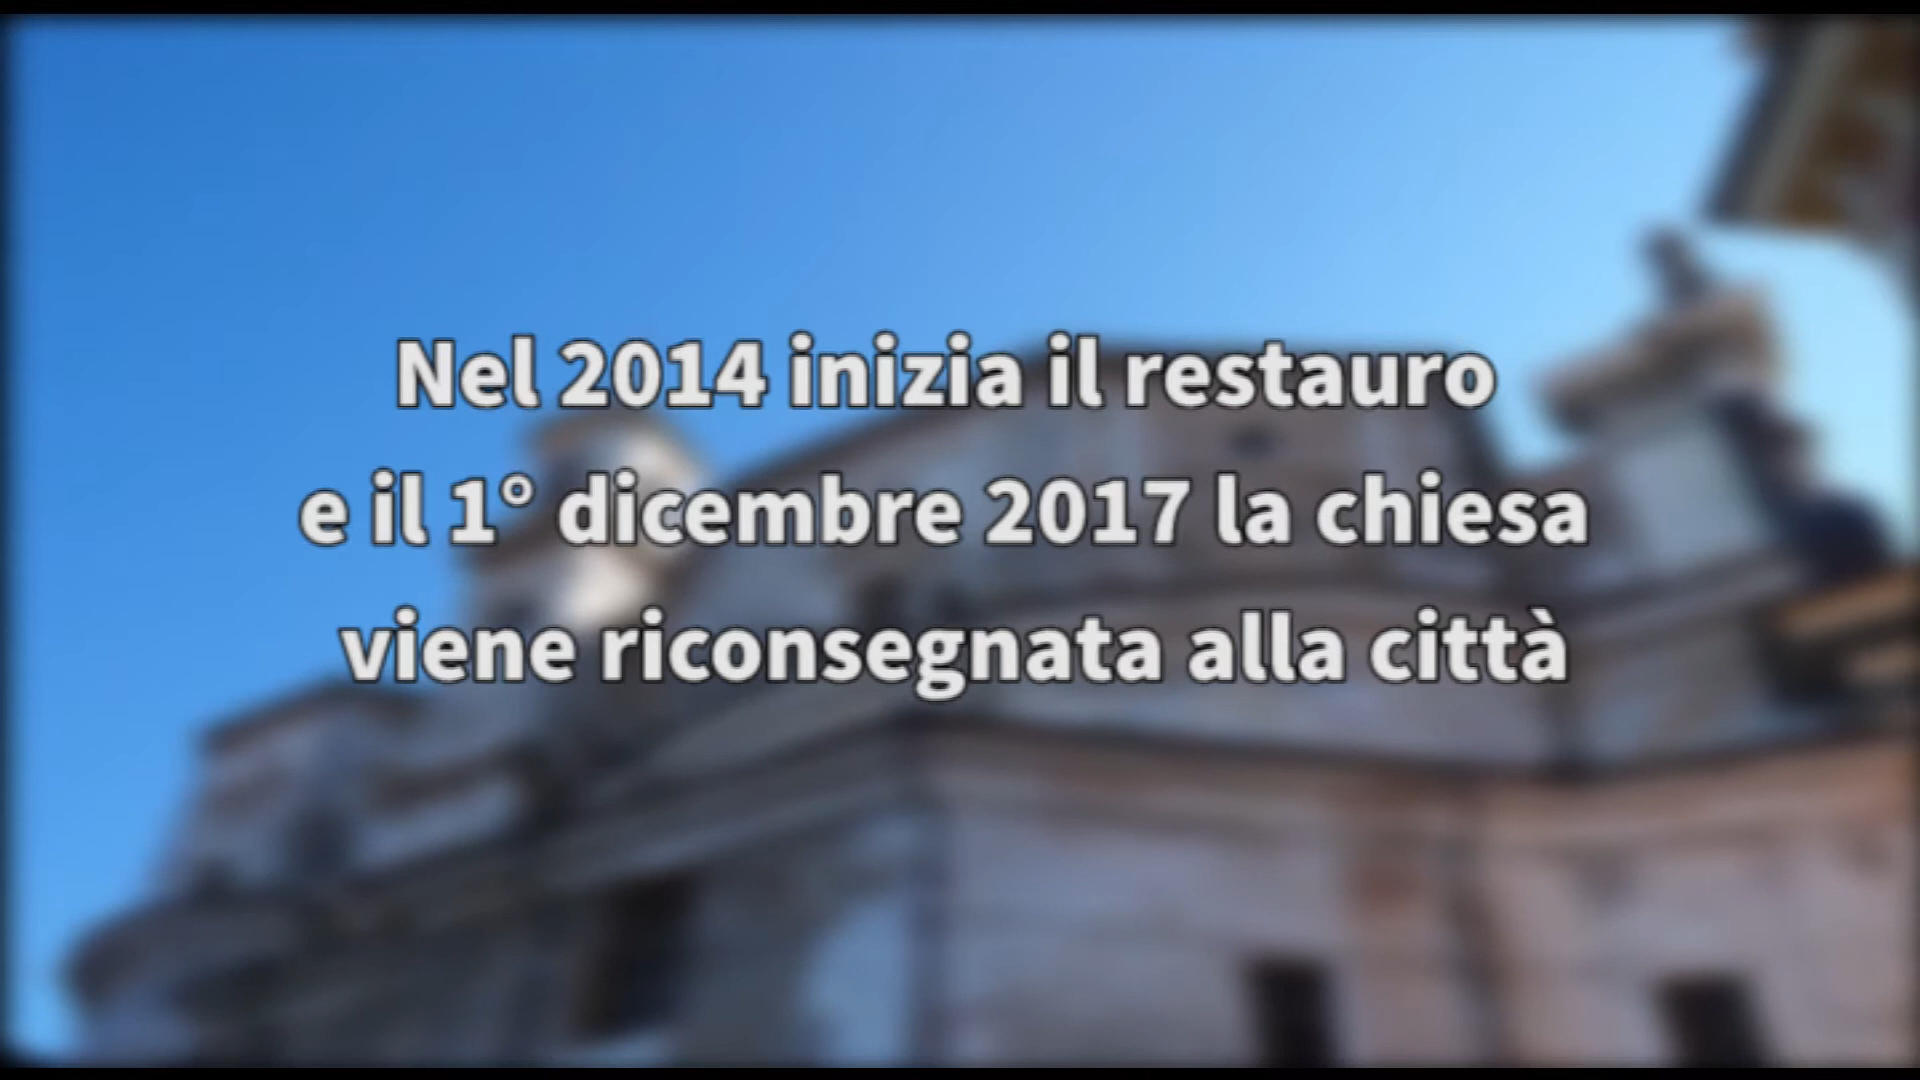 Nel 2014 inizia il restauro
e il 1° dicembre 2017 la chiesa
viene riconsegnata alla città